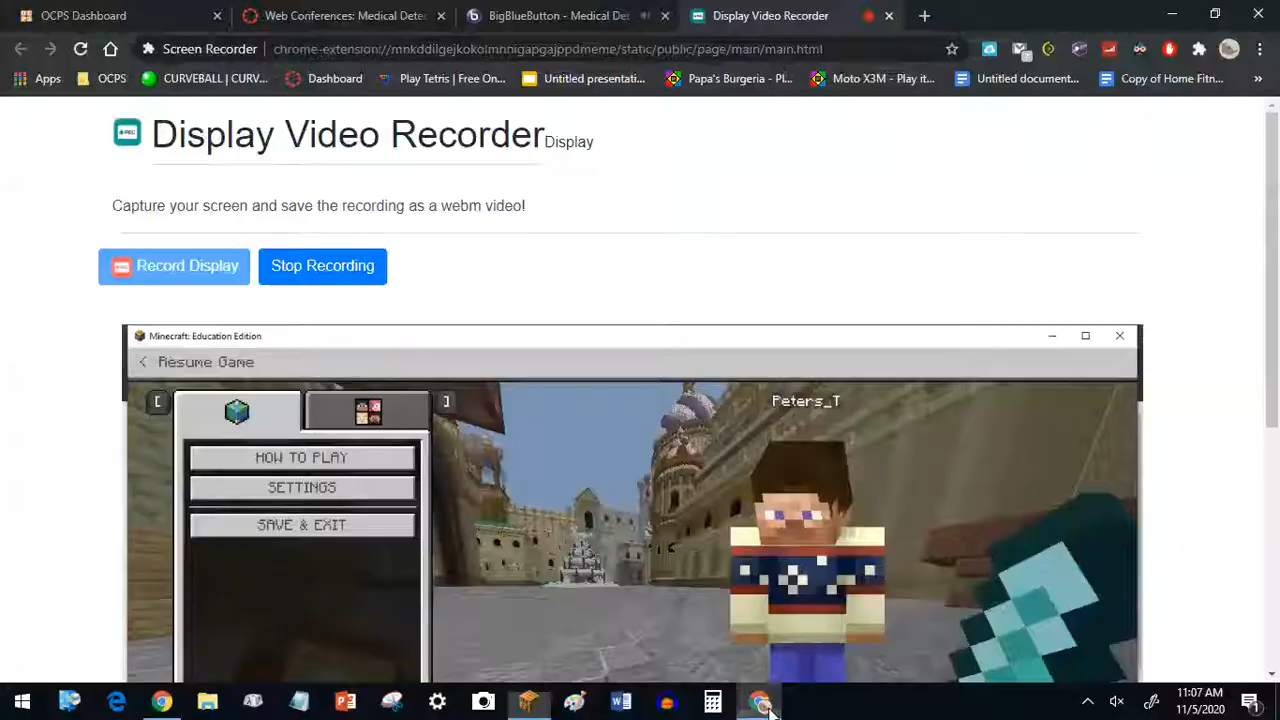 OCPS Dashboard
Web Conferences: Medical Dete
BigBlueButton - Medical De
Display Video Recorder
Screen Recorder
chrome-extension://mnkddilgejkokolmnnigapgajppdmeme/static/public/page/main/main.html
Apps
OCPS
CURVEBALL | CURV...
Dashboard
Play Tetris | Free On...
Untitled presentati...
Papa's Burgeria - Pl...
Moto X3M - Play it...
Untitled document...
Copy of Home Fitn...
»
REC
Display Video Recorder Display
Capture your screen and save the recording as a webm video!
Record Display
Stop Recording
Minecraft: Education Edition
Resume Game
[
]
Peters_T
HOW TO PLAY
SETTINGS
SAVE & EXIT
11:07 AM
11/5/2020
1